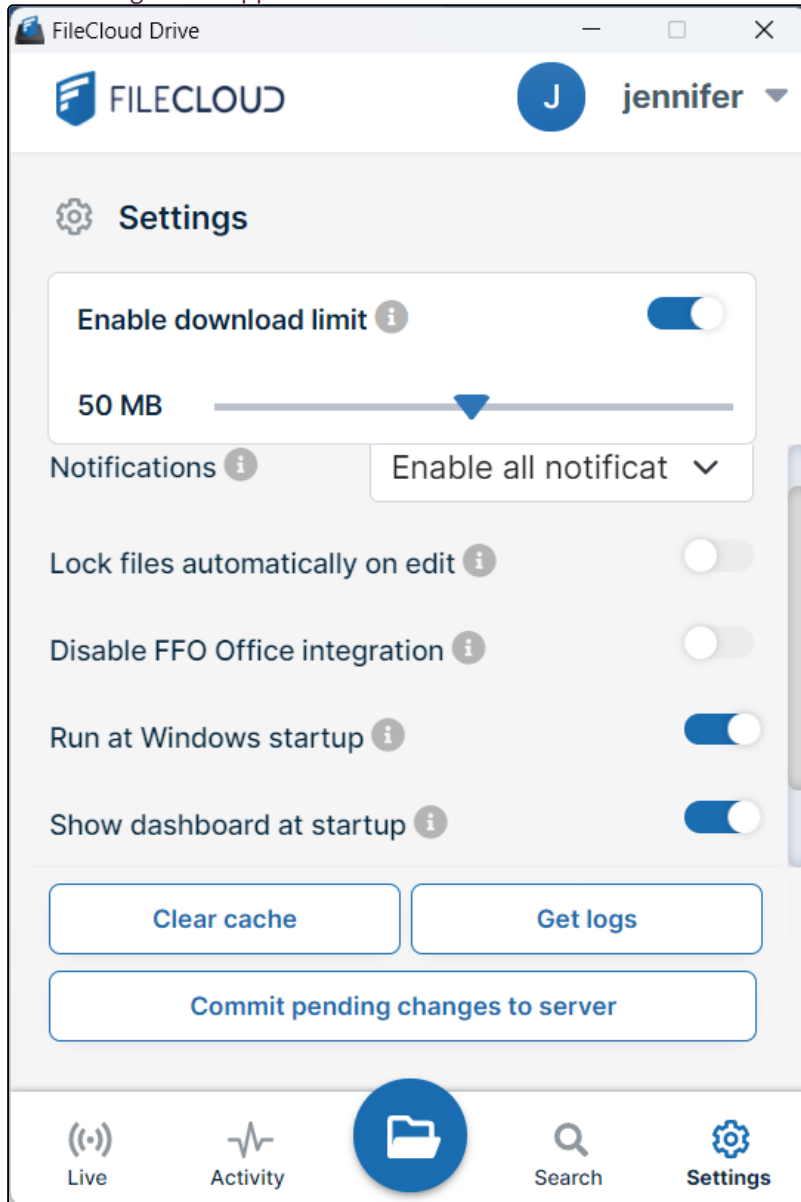 FileCloud Drive
FILECLOUD
J
jennifer
Settings
Enable download limit
50 MB
Notifications
Enable all notificat
Lock files automatically on edit
Disable FFO Office integration
Run at Windows startup
Show dashboard at startup
Clear cache
Get logs
Commit pending changes to server
Live
Activity
Search
Settings